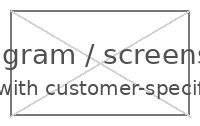 gram / screens
with customer-specif